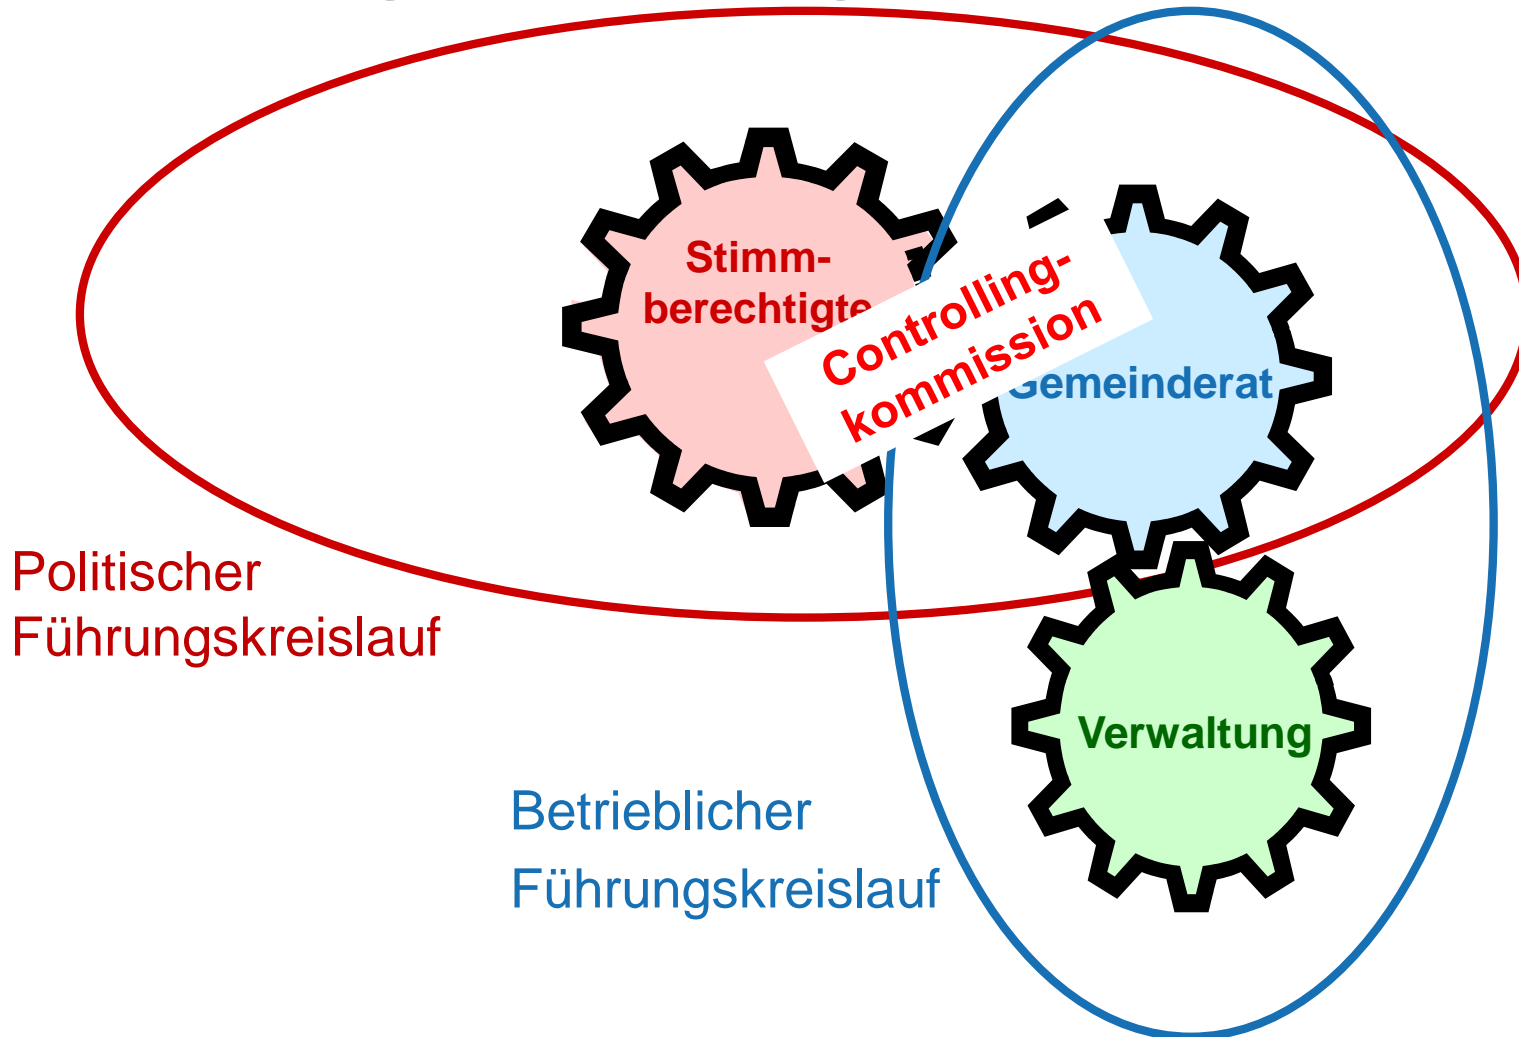 Stimm-
berechtigte
Controlling-
kommission
Gemeinderat
Politischer
Führungskreislauf
Verwaltung
Betrieblicher
Führungskreislauf